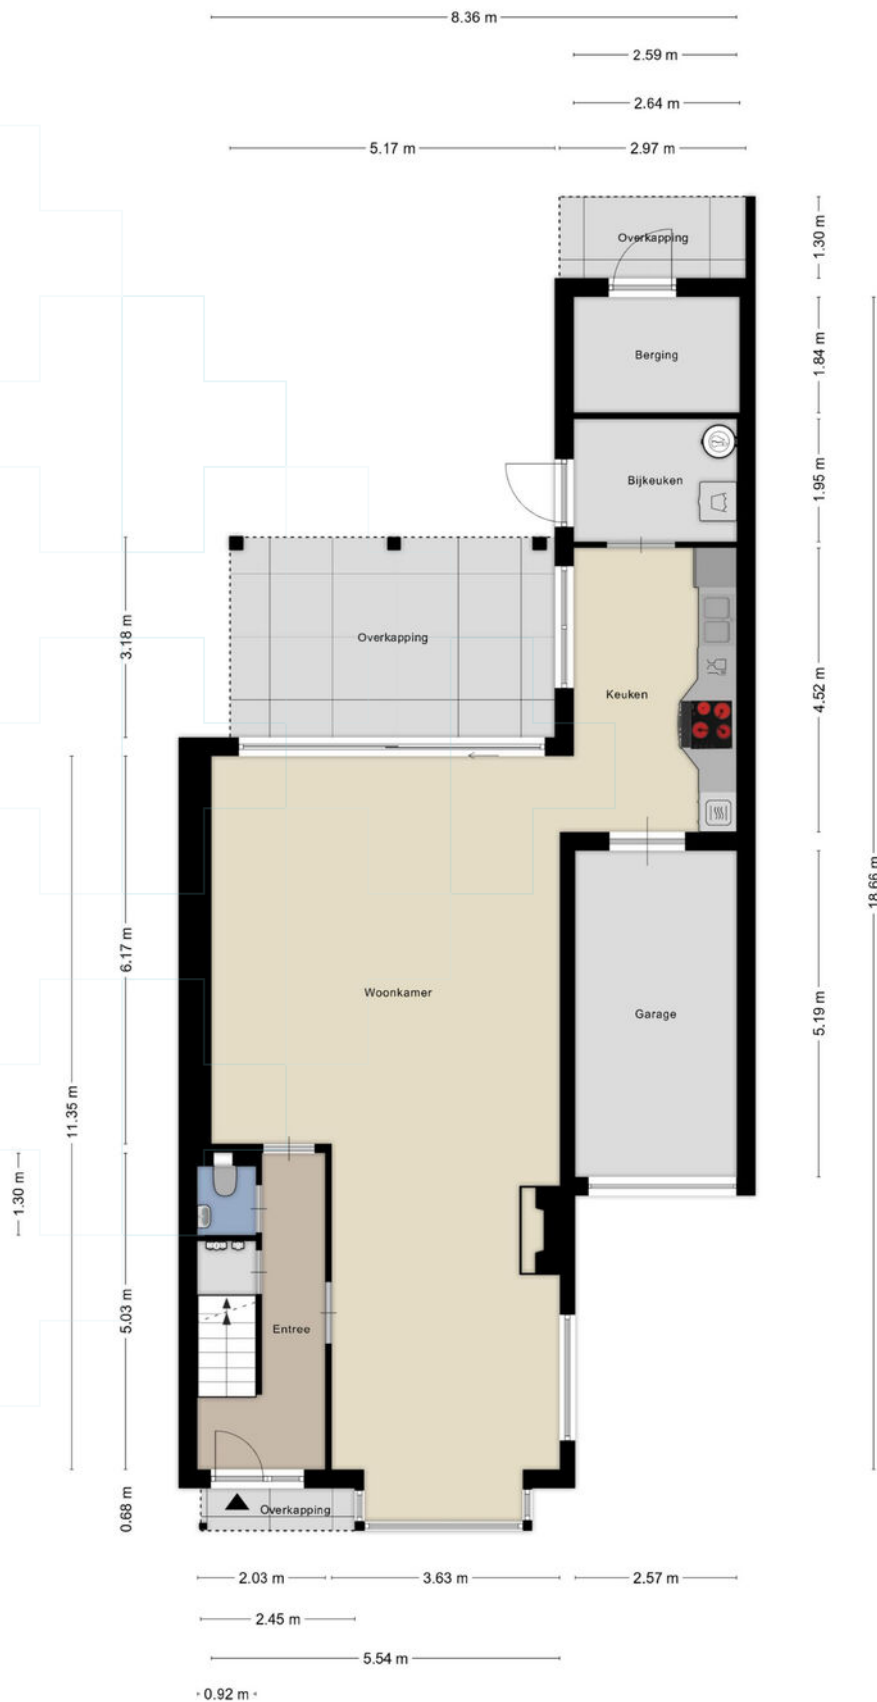 8.36 m
2.59 m
2.64 m
5.17 m
2.97 m
Overkapping
1.30 m
Berging
1.84 m
Bijkeuken
1.95 m
Overkapping
3.18 m
Keuken
4.52 m
18.66 m
6.17 m
Woonkamer
Garage
5.19 m
11.35 m
1.30 m
5.03 m
Entree
0.68 m
Overkapping
2.03 m
3.63 m
2.57 m
2.45 m
5.54 m
0.92 m